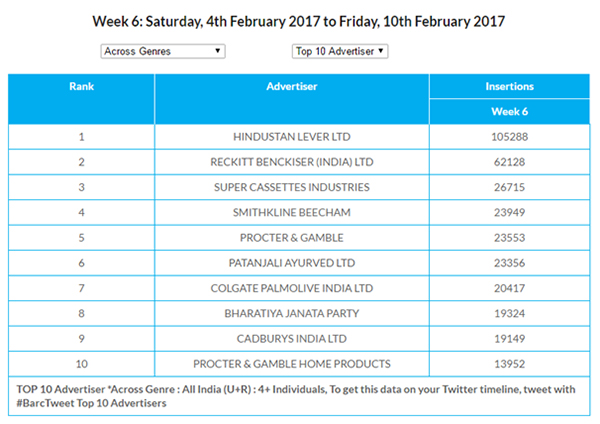 Week 6: Saturday, 4th February 2017 to Friday, 10th February 2017
Across Genres Top 10 Advertiser
Rank Advertiser Insertions
Week 6
1 HINDUSTAN LEVER LTD 105288
2 RECKITT BENCKISER (INDIA) LTD 62128
3 SUPER CASSETTES INDUSTRIES 26715
4 SMITHKLINE BEECHAM 23949
5 PROCTER & GAMBLE 23553
6 PATANJALI AYURVED LTD 23356
7 COLGATE PALMOLIVE INDIA LTD 20417
8 BHARATIYA JANATA PARTY 19324
9 CADBURYS INDIA LTD 19149
10 PROCTER & GAMBLE HOME PRODUCTS 13952
TOP 10 Advertiser *Across Genre : All India (U+R) : 4+ Individuals, To get this data on your Twitter timeline, tweet with
#BarcTweet Top 10 Advertisers